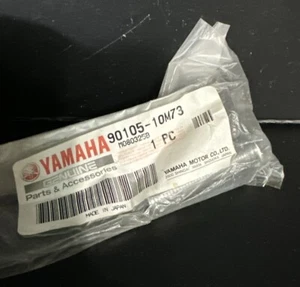 YAMAHA 90105-10M73
GENUINE
Parts & Accessories
1 PC
MADE IN JAPAN
YAMAHA MOTOR CO., LTD.